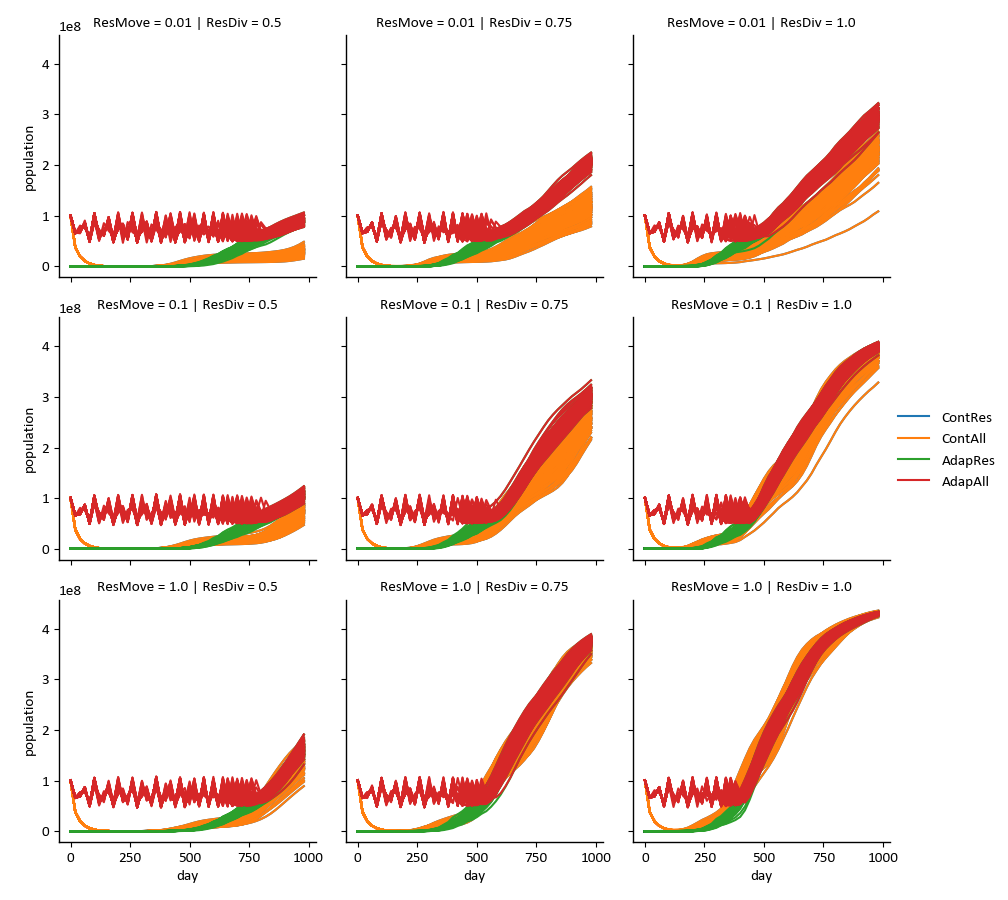 ResMove = 0.01 | ResDiv = 0.5
ResMove = 0.01 | ResDiv = 0.75
ResMove = 0.01 | ResDiv = 1.0
1e8
4
3
2
1
0
population
ResMove = 0.1 | ResDiv = 0.5
ResMove = 0.1 | ResDiv = 0.75
ResMove = 0.1 | ResDiv = 1.0
1e8
4
3
2
1
0
population
ContRes
ContAll
AdapRes
AdapAll
ResMove = 1.0 | ResDiv = 0.5
ResMove = 1.0 | ResDiv = 0.75
ResMove = 1.0 | ResDiv = 1.0
1e8
4
3
2
1
0
population
0 250 500 750 1000
0 250 500 750 1000
0 250 500 750 1000
day
day
day